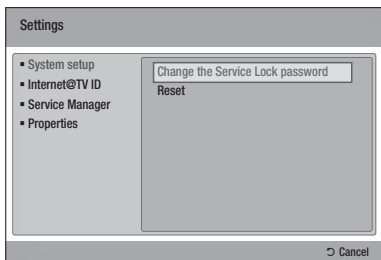 Settings
▪ System setup
▪ Internet@TV ID
▪ Service Manager
▪ Properties
Change the Service Lock password
Reset
⮌ Cancel